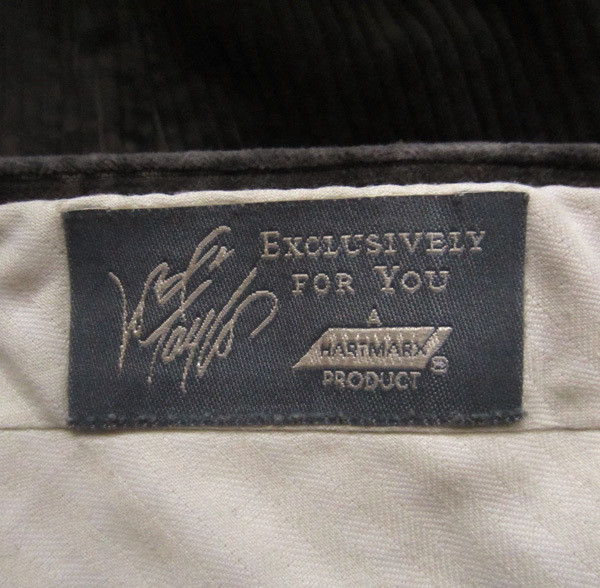 EXCLUSIVELY
FOR YOU
A
HARTMARX ®
PRODUCT